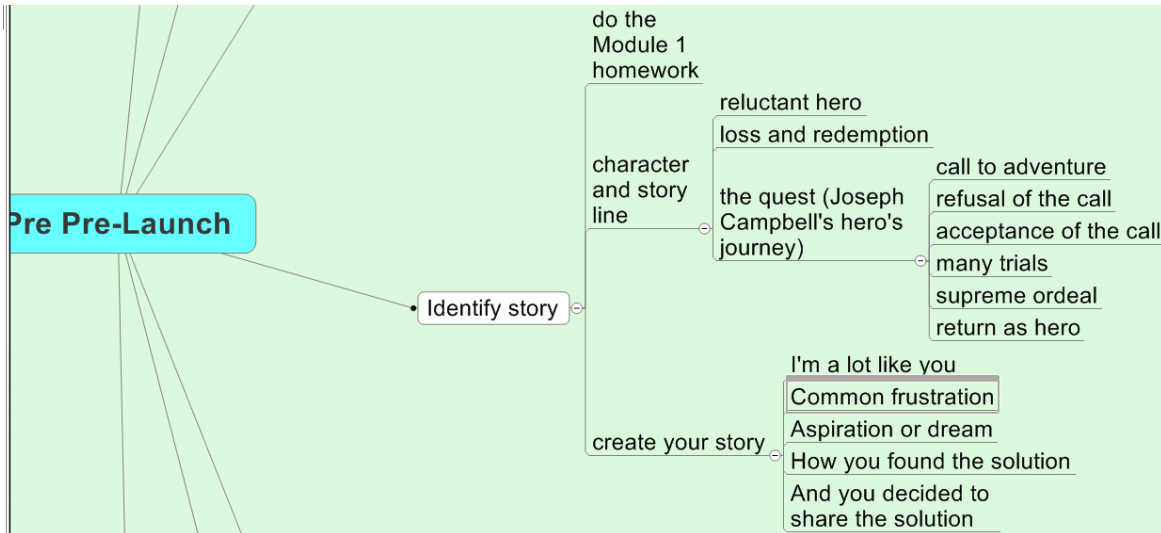 Pre Pre-Launch
Identify story
do the
Module 1
homework
character
and story
line
reluctant hero
loss and redemption
the quest (Joseph
Campbell's hero's
journey)
call to adventure
refusal of the call
acceptance of the call
many trials
supreme ordeal
return as hero
create your story
I'm a lot like you
Common frustration
Aspiration or dream
How you found the solution
And you decided to
share the solution